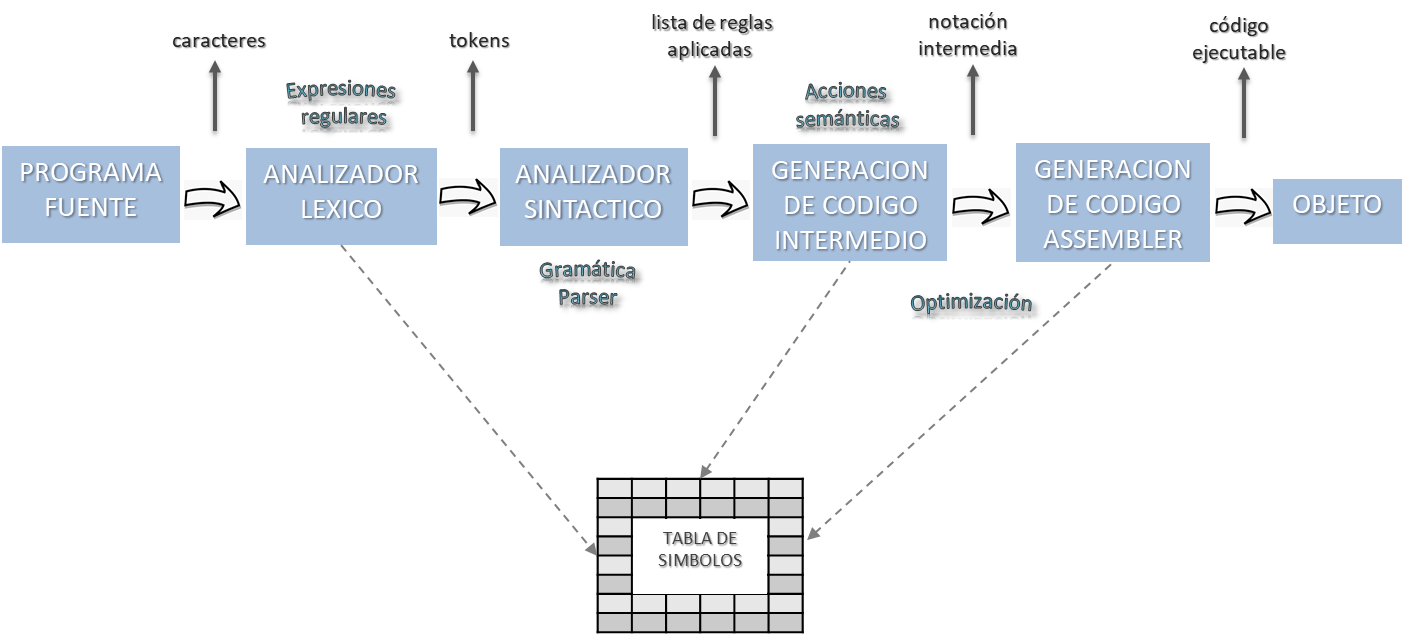 caracteres
tokens
lista de reglas
aplicadas
notación
intermedia
código
ejecutable
Expresiones
regulares
Acciones
semánticas
PROGRAMA
FUENTE
ANALIZADOR
LEXICO
ANALIZADOR
SINTACTICO
GENERACION
DE CODIGO
INTERMEDIO
GENERACION
DE CODIGO
ASSEMBLER
OBJETO
Gramática
Parser
Optimización
TABLA DE
SIMBOLOS